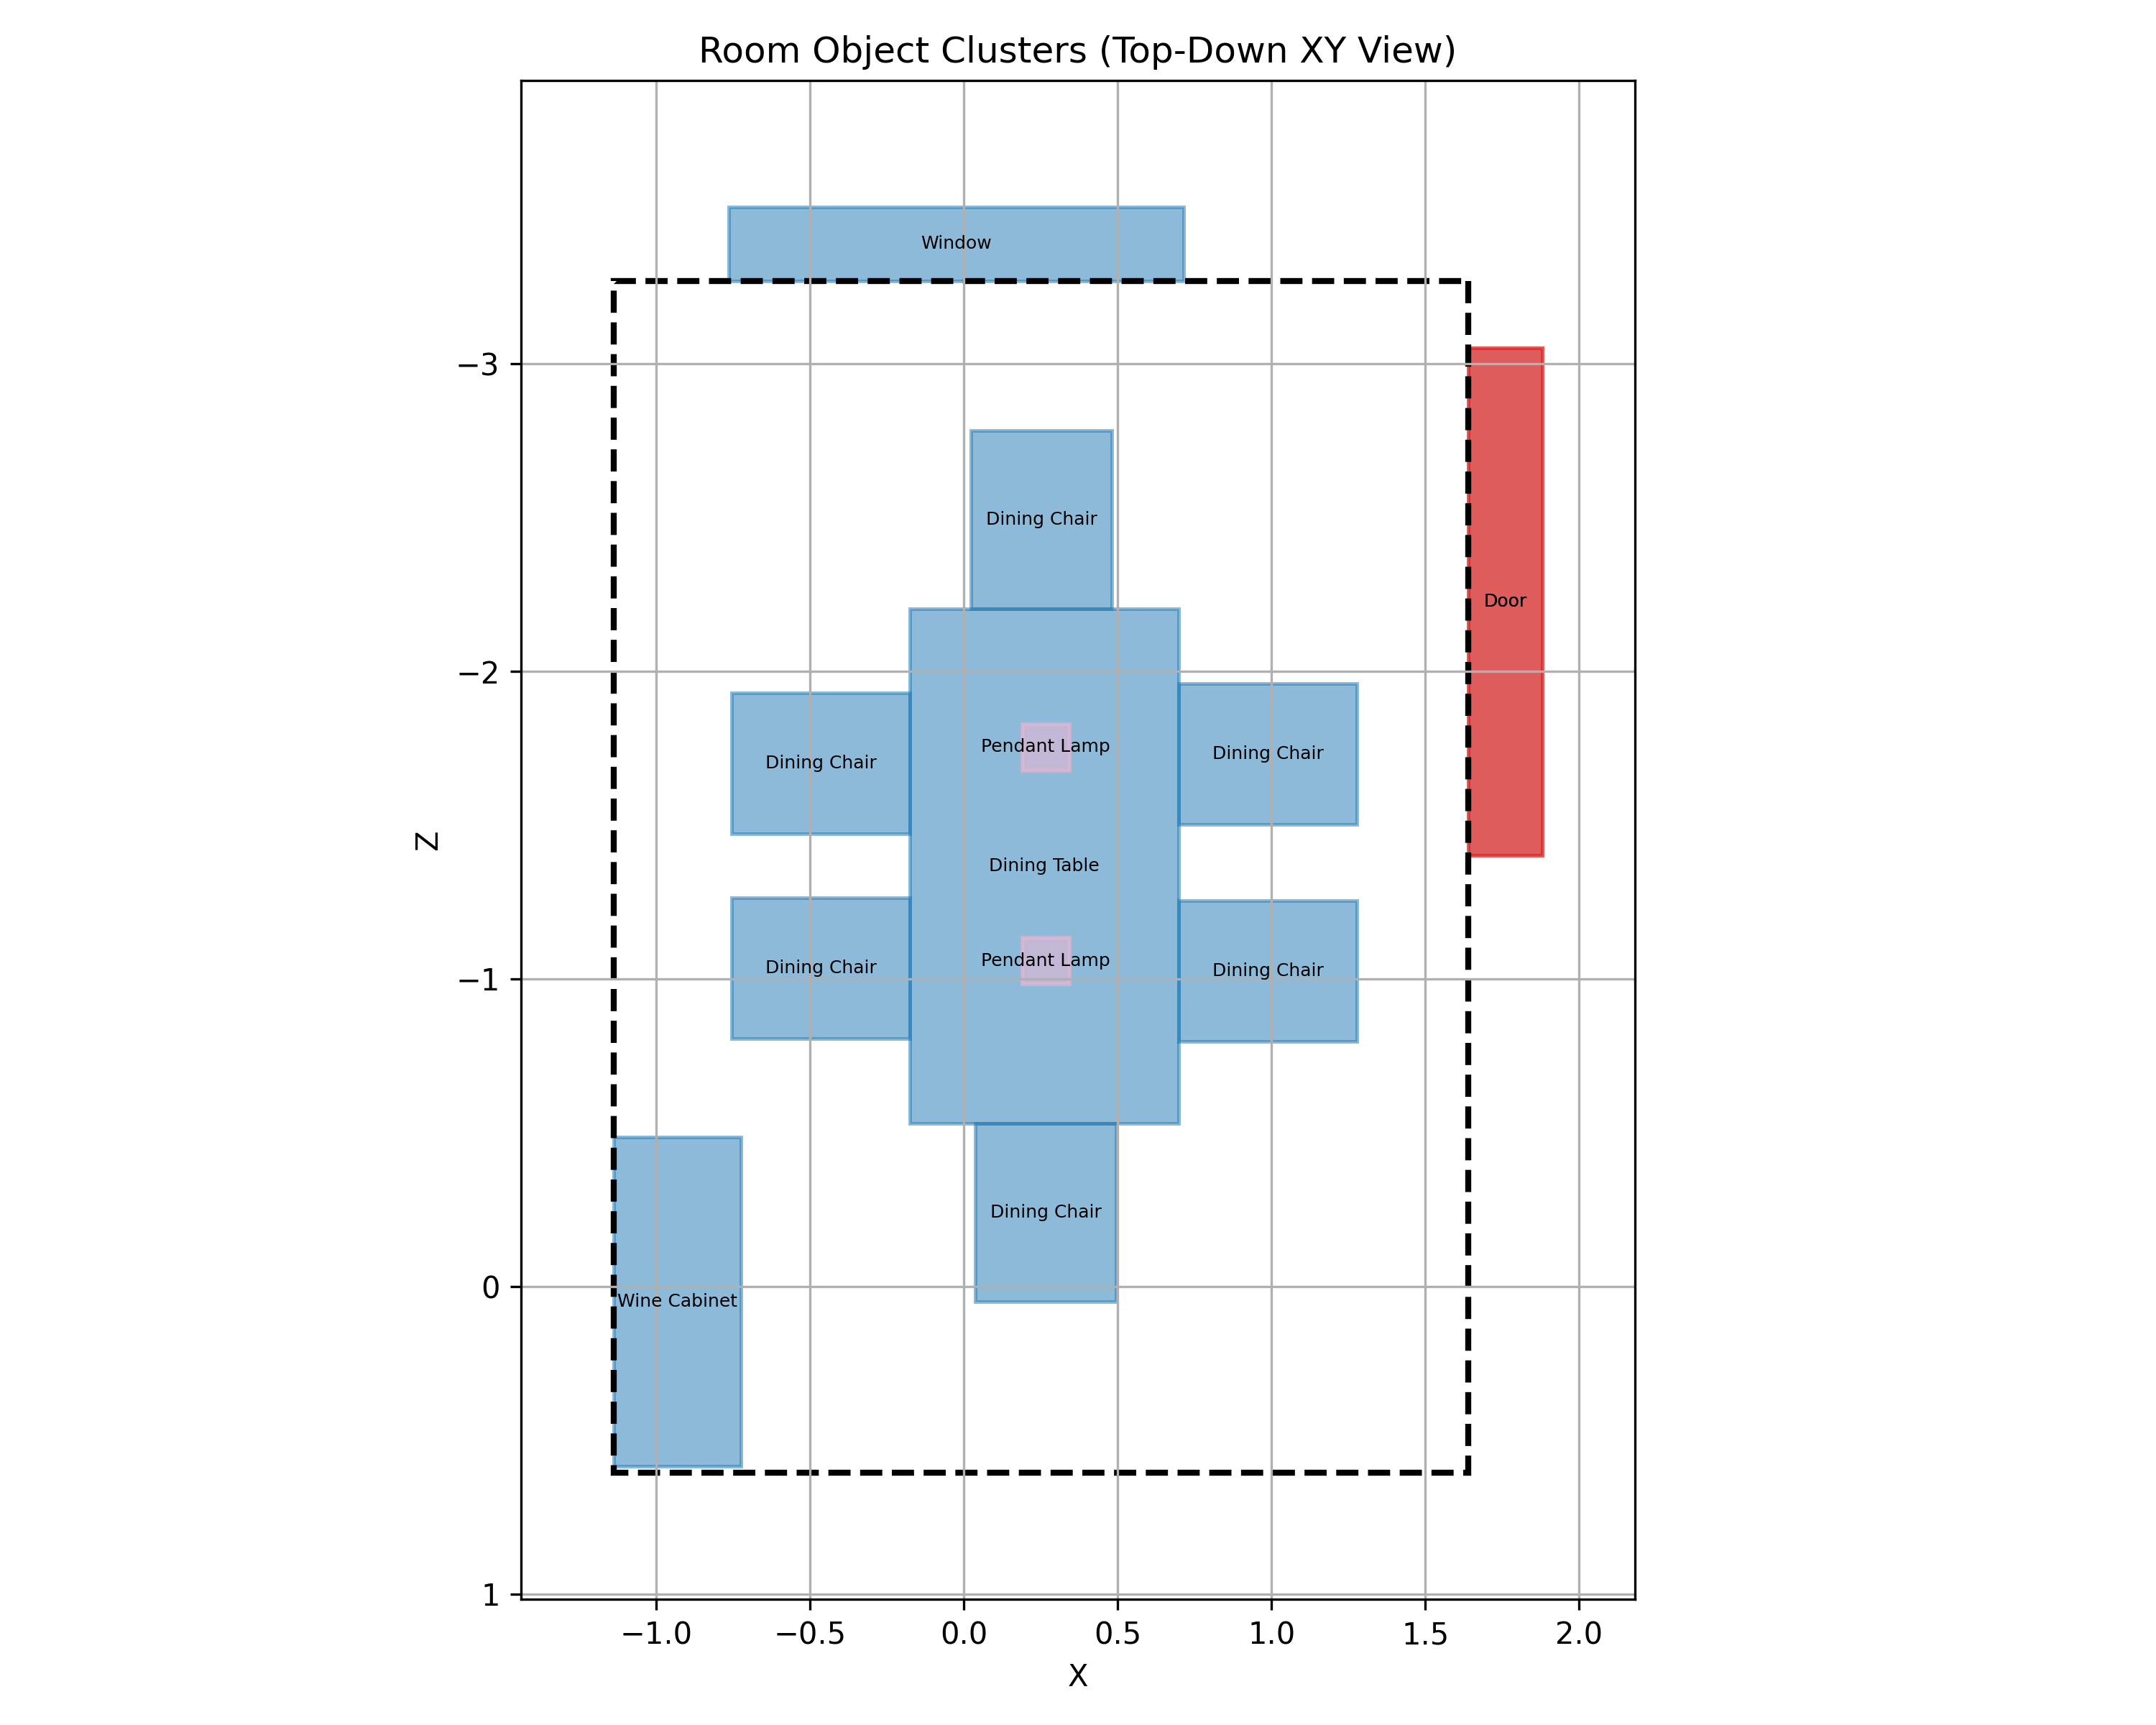 Room Object Clusters (Top-Down XY View)
Window
−3
Dining Chair
Door
−2
Pendant Lamp
Dining Chair
Dining Chair
Z
Dining Table
Pendant Lamp
Dining Chair
Dining Chair
−1
Dining Chair
0
Wine Cabinet
1
−1.0 −0.5 0.0 0.5 1.0 1.5 2.0
X